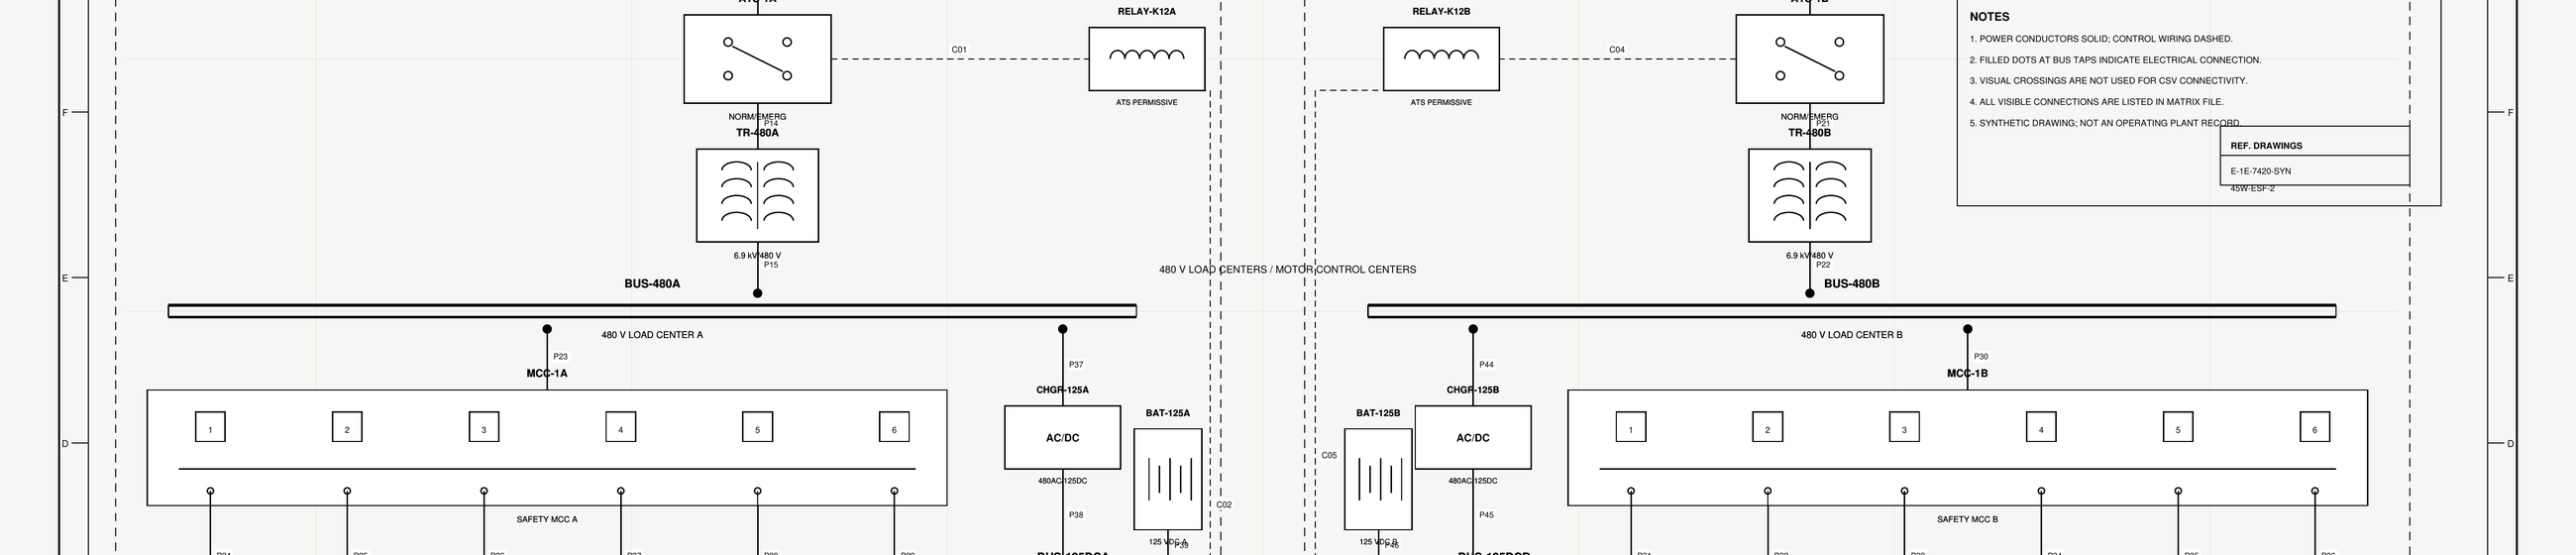 RELAY-K12A
RELAY-K12B
NOTES
1. POWER CONDUCTORS SOLID; CONTROL WIRING DASHED.
C01
C04
2. FILLED DOTS AT BUS TAPS INDICATE ELECTRICAL CONNECTION.
3. VISUAL CROSSINGS ARE NOT USED FOR CSV CONNECTIVITY.
ATS PERMISSIVE
ATS PERMISSIVE
4. ALL VISIBLE CONNECTIONS ARE LISTED IN MATRIX FILE.
F
NORM/EMERG
NORM/EMERG
F
P14
P21
5. SYNTHETIC DRAWING; NOT AN OPERATING PLANT RECORD.
TR-480A
TR-480B
REF. DRAWINGS
E-1E-7420-SYN
45W-ESF-2
6.9 kV/480 V
6.9 kV/480 V
P15
P22
480 V LOAD CENTERS / MOTOR CONTROL CENTERS
E
E
BUS-480A
BUS-480B
480 V LOAD CENTER A
480 V LOAD CENTER B
P23
P37
P44
P30
MCC-1A
MCC-1B
CHGR-125A
CHGR-125B
BAT-125A
BAT-125B
1 2 3 4 5 6
1 2 3 4 5 6
AC/DC
AC/DC
D
D
C05
480AC/125DC
480AC/125DC
C02
P38
P45
SAFETY MCC A
SAFETY MCC B
125 VDC A
125 VDC B
P39
P46